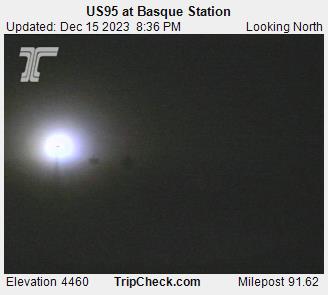 US95 at Basque Station
Updated: Dec 15 2023 8:36 PM Looking North
Elevation 4460 TripCheck.com Milepost 91.62